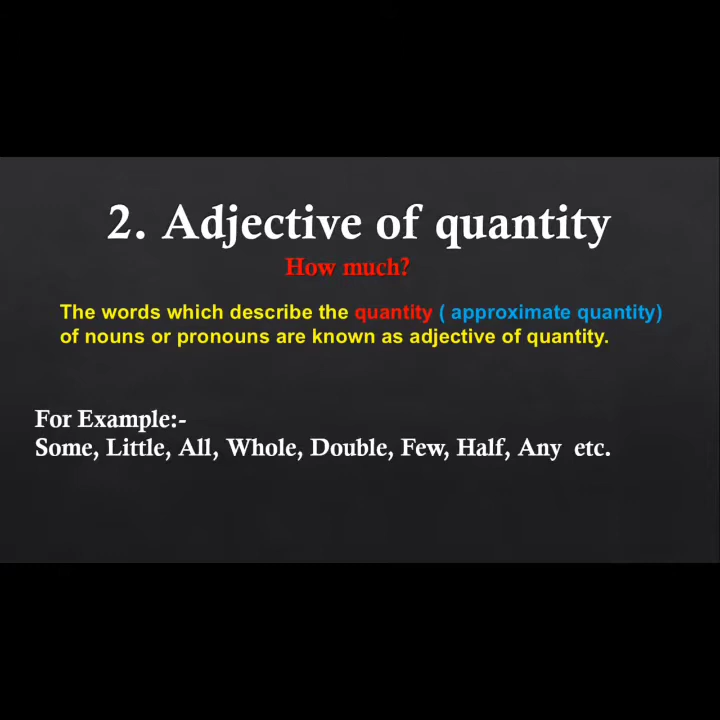 2. Adjective of quantity
How much?
The words which describe the quantity ( approximate quantity)
of nouns or pronouns are known as adjective of quantity.
For Example:-
Some, Little, All, Whole, Double, Few, Half, Any etc.